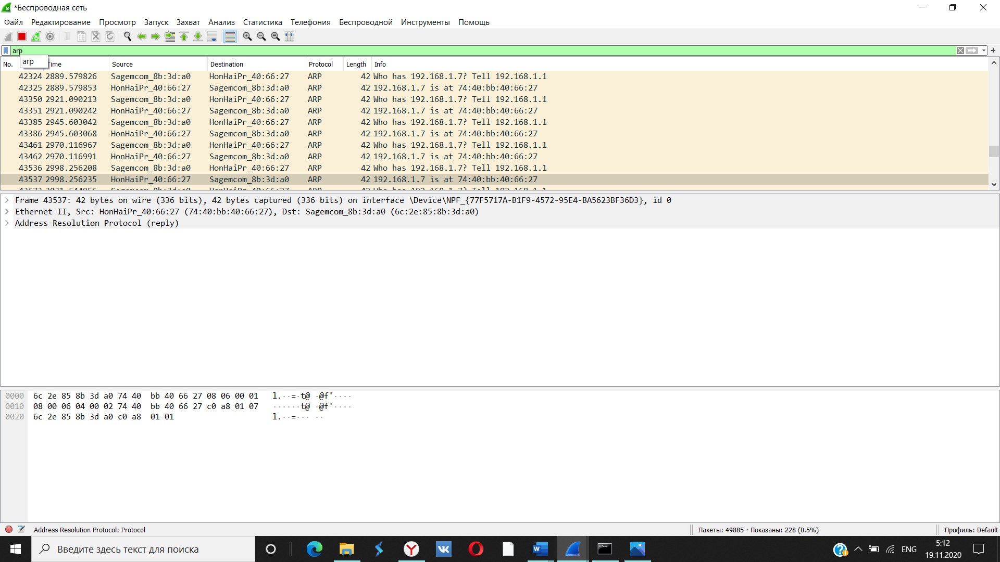 *Беспроводная сеть
Файл Редактирование Просмотр Запуск Захват Анализ Статистика Телефония Беспроводной Инструменты Помощь
arp
arp
No. Time Source Destination Protocol Length Info
42324 2889.579826 Sagemcom_8b:3d:a0 HonHaiPr_40:66:27 ARP 42 Who has 192.168.1.7? Tell 192.168.1.1
42325 2889.579853 HonHaiPr_40:66:27 Sagemcom_8b:3d:a0 ARP 42 192.168.1.7 is at 74:40:bb:40:66:27
43350 2921.090213 Sagemcom_8b:3d:a0 HonHaiPr_40:66:27 ARP 42 Who has 192.168.1.7? Tell 192.168.1.1
43351 2921.090242 HonHaiPr_40:66:27 Sagemcom_8b:3d:a0 ARP 42 192.168.1.7 is at 74:40:bb:40:66:27
43385 2945.603042 Sagemcom_8b:3d:a0 HonHaiPr_40:66:27 ARP 42 Who has 192.168.1.7? Tell 192.168.1.1
43386 2945.603068 HonHaiPr_40:66:27 Sagemcom_8b:3d:a0 ARP 42 192.168.1.7 is at 74:40:bb:40:66:27
43461 2970.116967 Sagemcom_8b:3d:a0 HonHaiPr_40:66:27 ARP 42 Who has 192.168.1.7? Tell 192.168.1.1
43462 2970.116991 HonHaiPr_40:66:27 Sagemcom_8b:3d:a0 ARP 42 192.168.1.7 is at 74:40:bb:40:66:27
43536 2998.256208 Sagemcom_8b:3d:a0 HonHaiPr_40:66:27 ARP 42 Who has 192.168.1.7? Tell 192.168.1.1
43537 2998.256235 HonHaiPr_40:66:27 Sagemcom_8b:3d:a0 ARP 42 192.168.1.7 is at 74:40:bb:40:66:27
Frame 43537: 42 bytes on wire (336 bits), 42 bytes captured (336 bits) on interface \Device\NPF_{77F5717A-B1F9-4572-95E4-BA5623BF36D3}, id 0
Ethernet II, Src: HonHaiPr_40:66:27 (74:40:bb:40:66:27), Dst: Sagemcom_8b:3d:a0 (6c:2e:85:8b:3d:a0)
Address Resolution Protocol (reply)
0000 6c 2e 85 8b 3d a0 74 40 bb 40 66 27 08 06 00 01 l.··=·t@ ·@f'····
0010 08 00 06 04 00 02 74 40 bb 40 66 27 c0 a8 01 07 ······t@ ·@f'····
0020 6c 2e 85 8b 3d a0 c0 a8 01 01 l.··=··· ··
Address Resolution Protocol: Protocol Пакеты: 49885 · Показаны: 228 (0.5%) Профиль: Default
Введите здесь текст для поиска ENG 5:12
19.11.2020